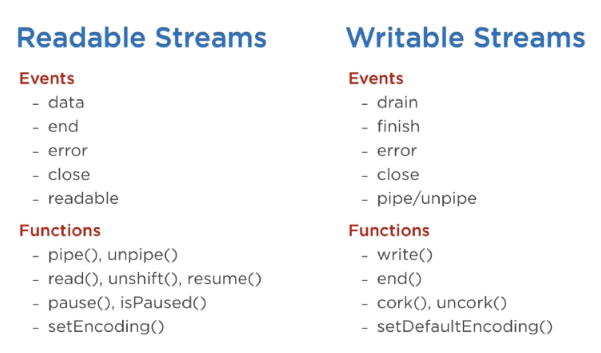 Readable Streams
Events
- data
- end
- error
- close
- readable
Functions
- pipe(), unpipe()
- read(), unshift(), resume()
- pause(), isPaused()
- setEncoding()
Writable Streams
Events
- drain
- finish
- error
- close
- pipe/unpipe
Functions
- write()
- end()
- cork(), uncork()
- setDefaultEncoding()